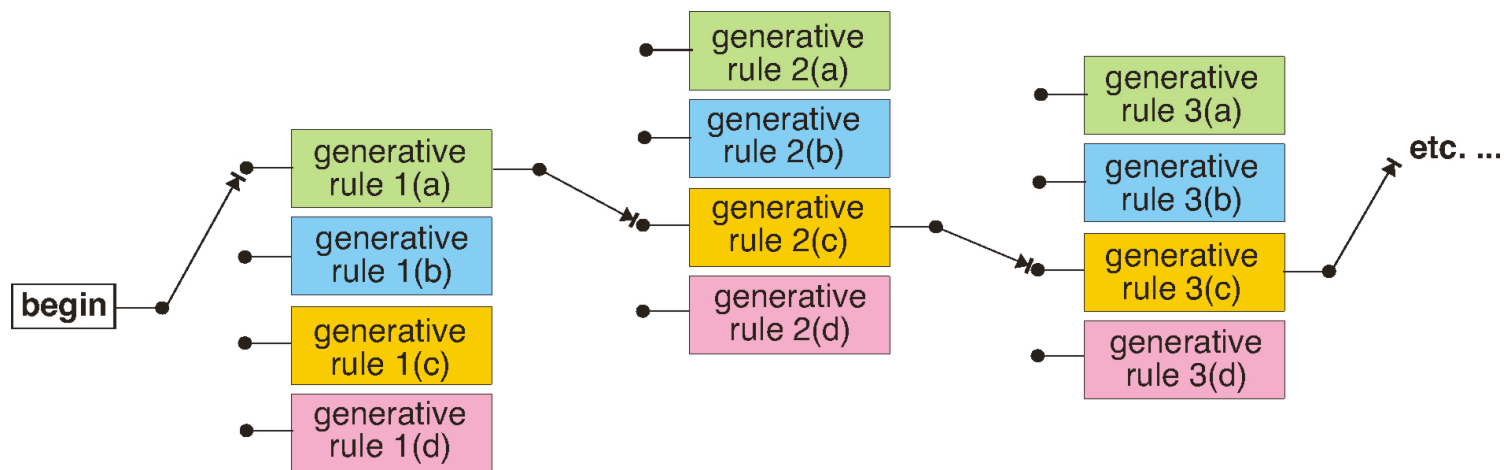 begin
generative
rule 1(a)
generative
rule 1(b)
generative
rule 1(c)
generative
rule 1(d)
generative
rule 2(a)
generative
rule 2(b)
generative
rule 2(c)
generative
rule 2(d)
generative
rule 3(a)
generative
rule 3(b)
generative
rule 3(c)
generative
rule 3(d)
etc. ...